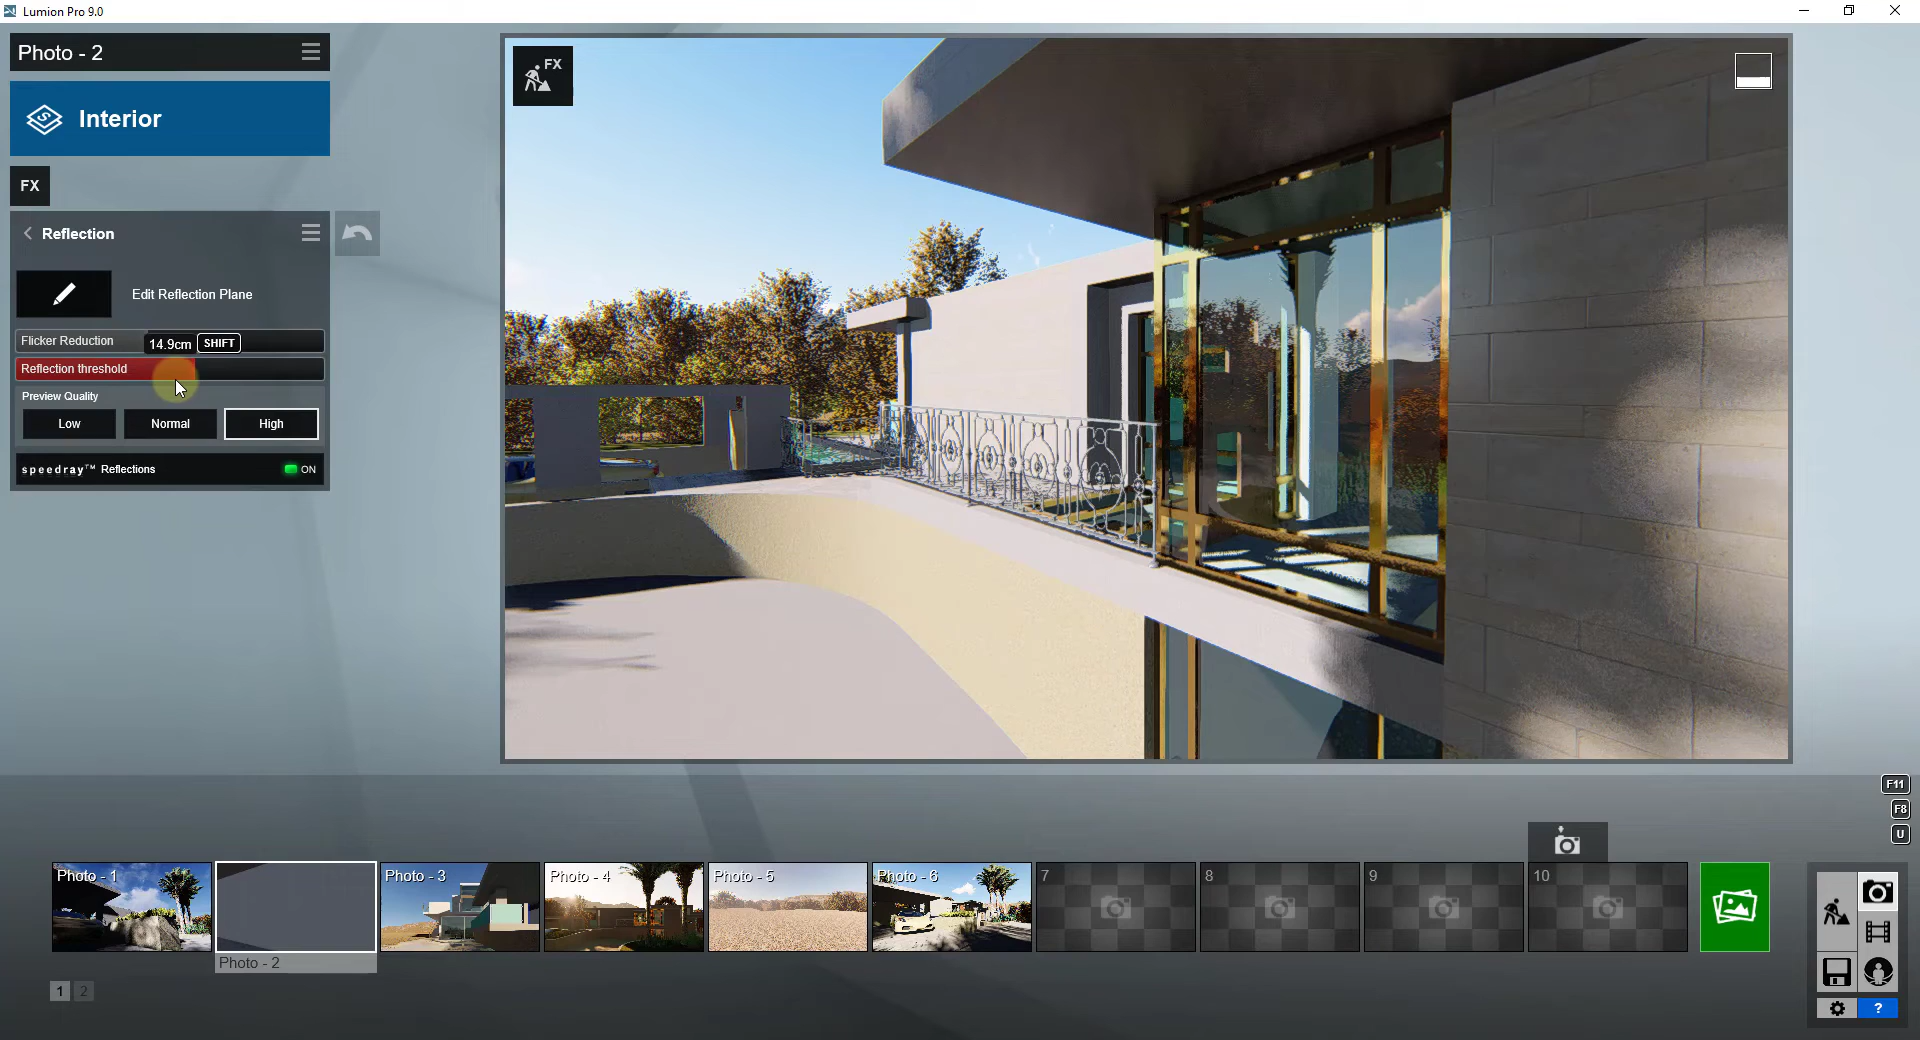 Lumion Pro 9.0
Photo - 2
Interior
FX
Reflection
Edit Reflection Plane
Flicker Reduction
14.9cm SHIFT
Reflection threshold
Preview Quality
Low Normal High
speedray™ Reflections ON
FX
F11
F8
U
Photo - 1
Photo - 3
Photo - 4
Photo - 5
Photo - 6
7
8
9
10
Photo - 2
1 2
?